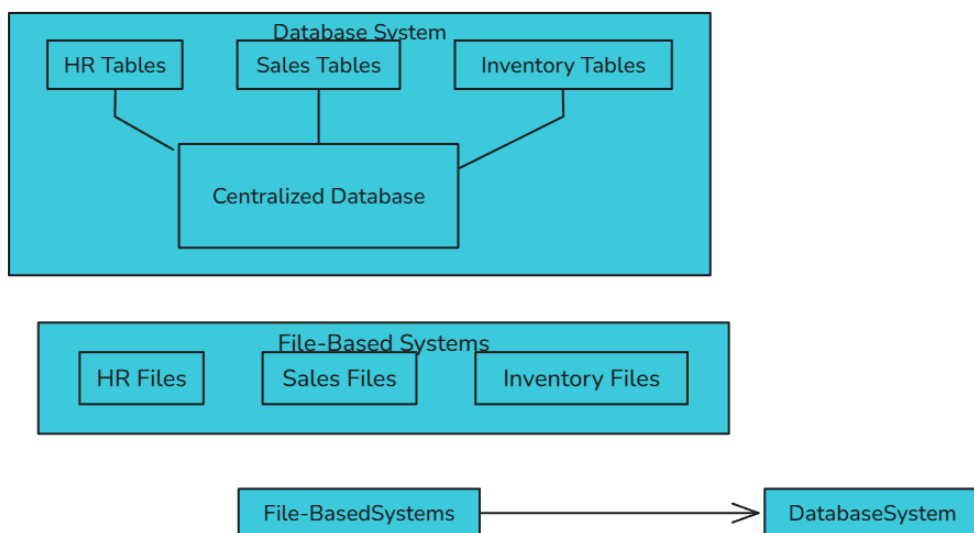 Database System
HR Tables
Sales Tables
Inventory Tables
Centralized Database
File-Based Systems
HR Files
Sales Files
Inventory Files
File-BasedSystems
DatabaseSystem